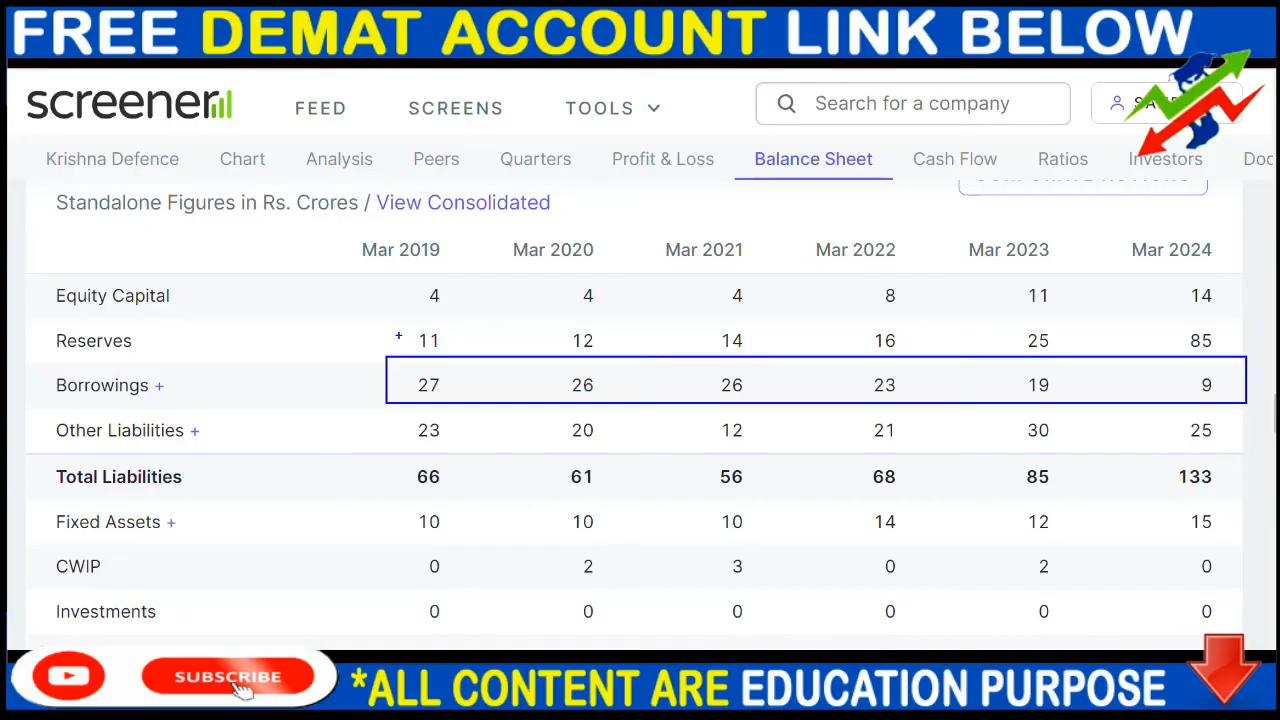 FREE DEMAT ACCOUNT LINK BELOW
screener FEED SCREENS TOOLS Search for a company
Krishna Defence Chart Analysis Peers Quarters Profit & Loss Balance Sheet Cash Flow Ratios Investors
Standalone Figures in Rs. Crores / View Consolidated
Mar 2019 Mar 2020 Mar 2021 Mar 2022 Mar 2023 Mar 2024
Equity Capital 4 4 4 8 11 14
Reserves + 11 12 14 16 25 85
Borrowings + 27 26 26 23 19 9
Other Liabilities + 23 20 12 21 30 25
Total Liabilities 66 61 56 68 85 133
Fixed Assets + 10 10 10 14 12 15
CWIP 0 2 3 0 2 0
Investments 0 0 0 0 0 0
SUBSCRIBE
*ALL CONTENT ARE EDUCATION PURPOSE